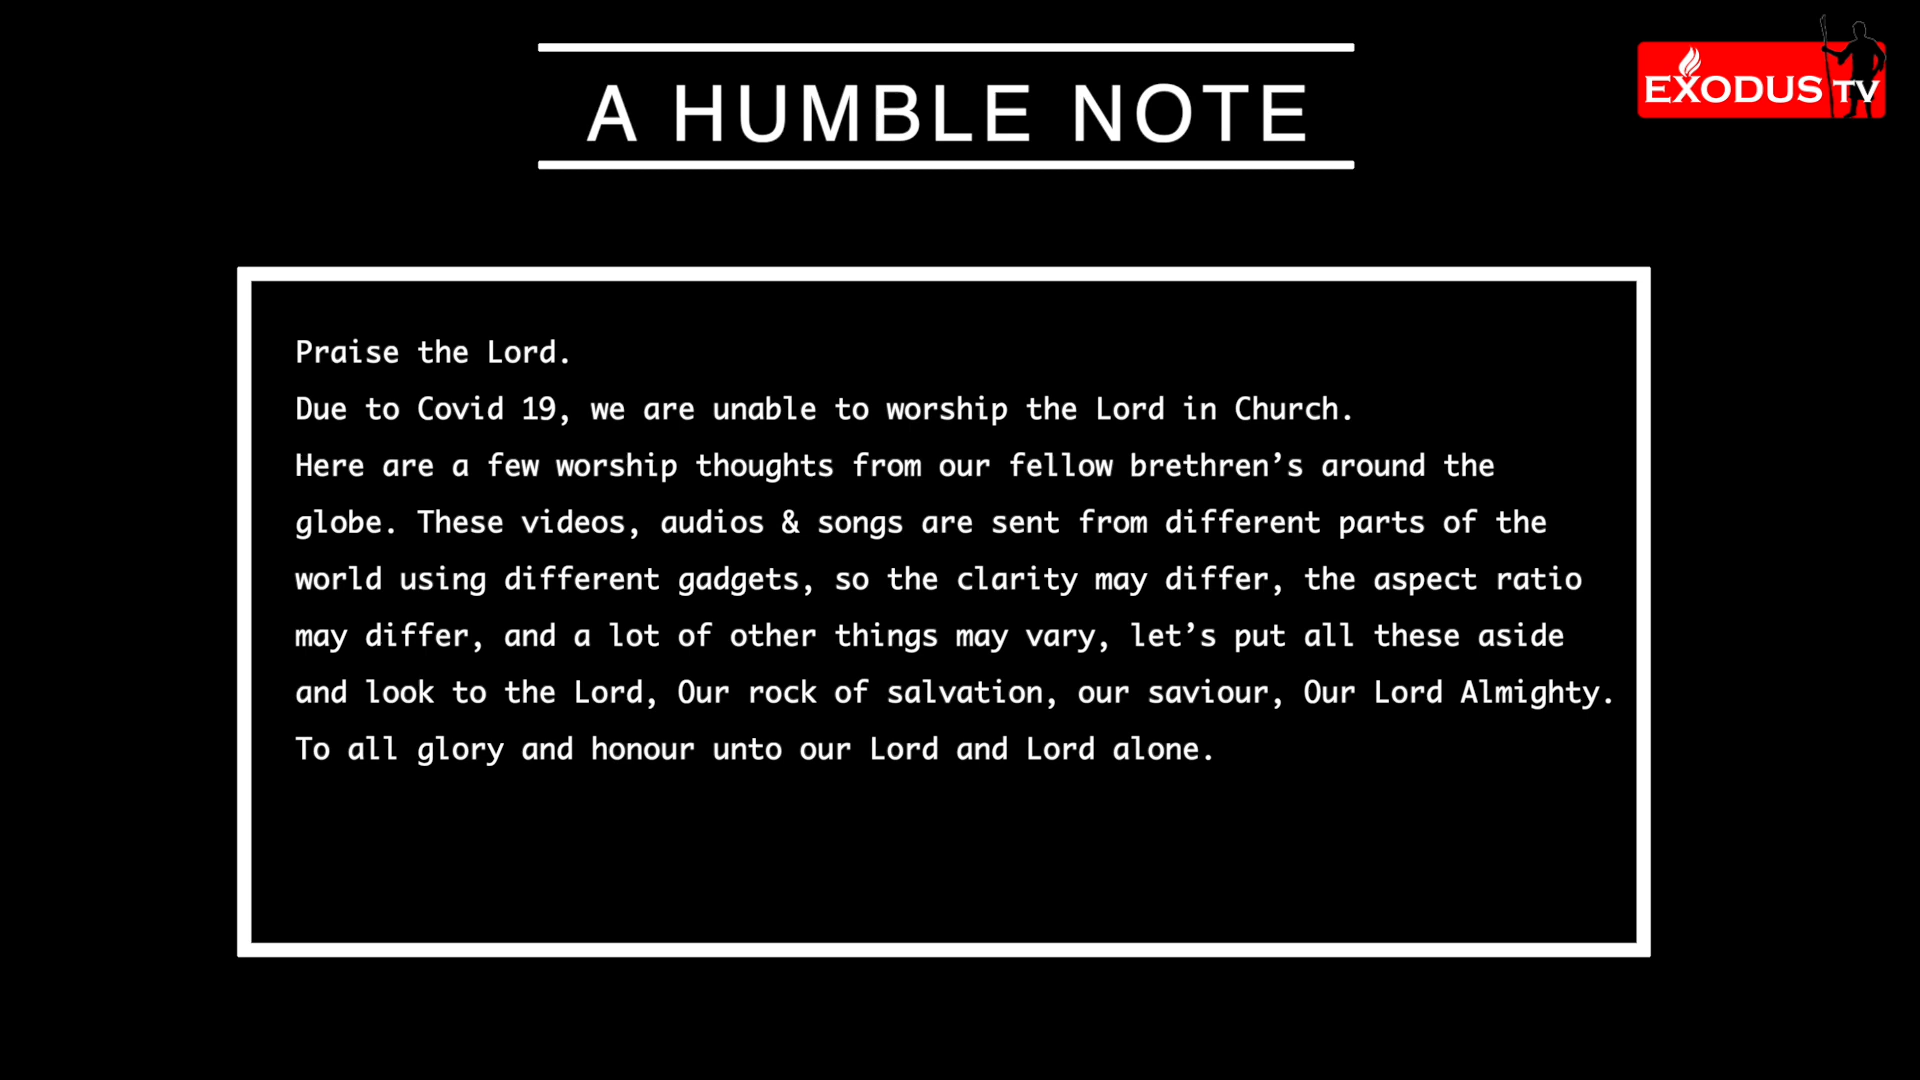 A HUMBLE NOTE
EXODUS TV
Praise the Lord.
Due to Covid 19, we are unable to worship the Lord in Church.
Here are a few worship thoughts from our fellow brethren’s around the
globe. These videos, audios & songs are sent from different parts of the
world using different gadgets, so the clarity may differ, the aspect ratio
may differ, and a lot of other things may vary, let’s put all these aside
and look to the Lord, Our rock of salvation, our saviour, Our Lord Almighty.
To all glory and honour unto our Lord and Lord alone.